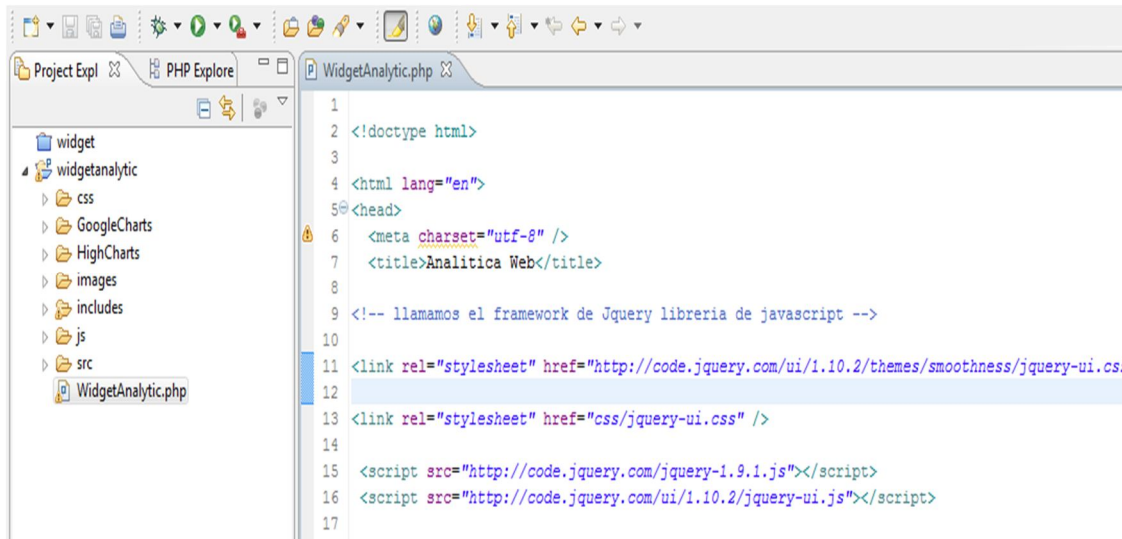 Project Expl
PHP Explore
WidgetAnalytic.php
widget
widgetanalytic
css
GoogleCharts
HighCharts
images
includes
js
src
WidgetAnalytic.php
1
2 <!doctype html>
3
4 <html lang="en">
5 <head>
6 <meta charset="utf-8" />
7 <title>Analitica Web</title>
8
9 <!-- llamamos el framework de Jquery libreria de javascript -->
10
11 <link rel="stylesheet" href="http://code.jquery.com/ui/1.10.2/themes/smoothness/jquery-ui.cs
12
13 <link rel="stylesheet" href="css/jquery-ui.css" />
14
15 <script src="http://code.jquery.com/jquery-1.9.1.js"></script>
16 <script src="http://code.jquery.com/ui/1.10.2/jquery-ui.js"></script>
17